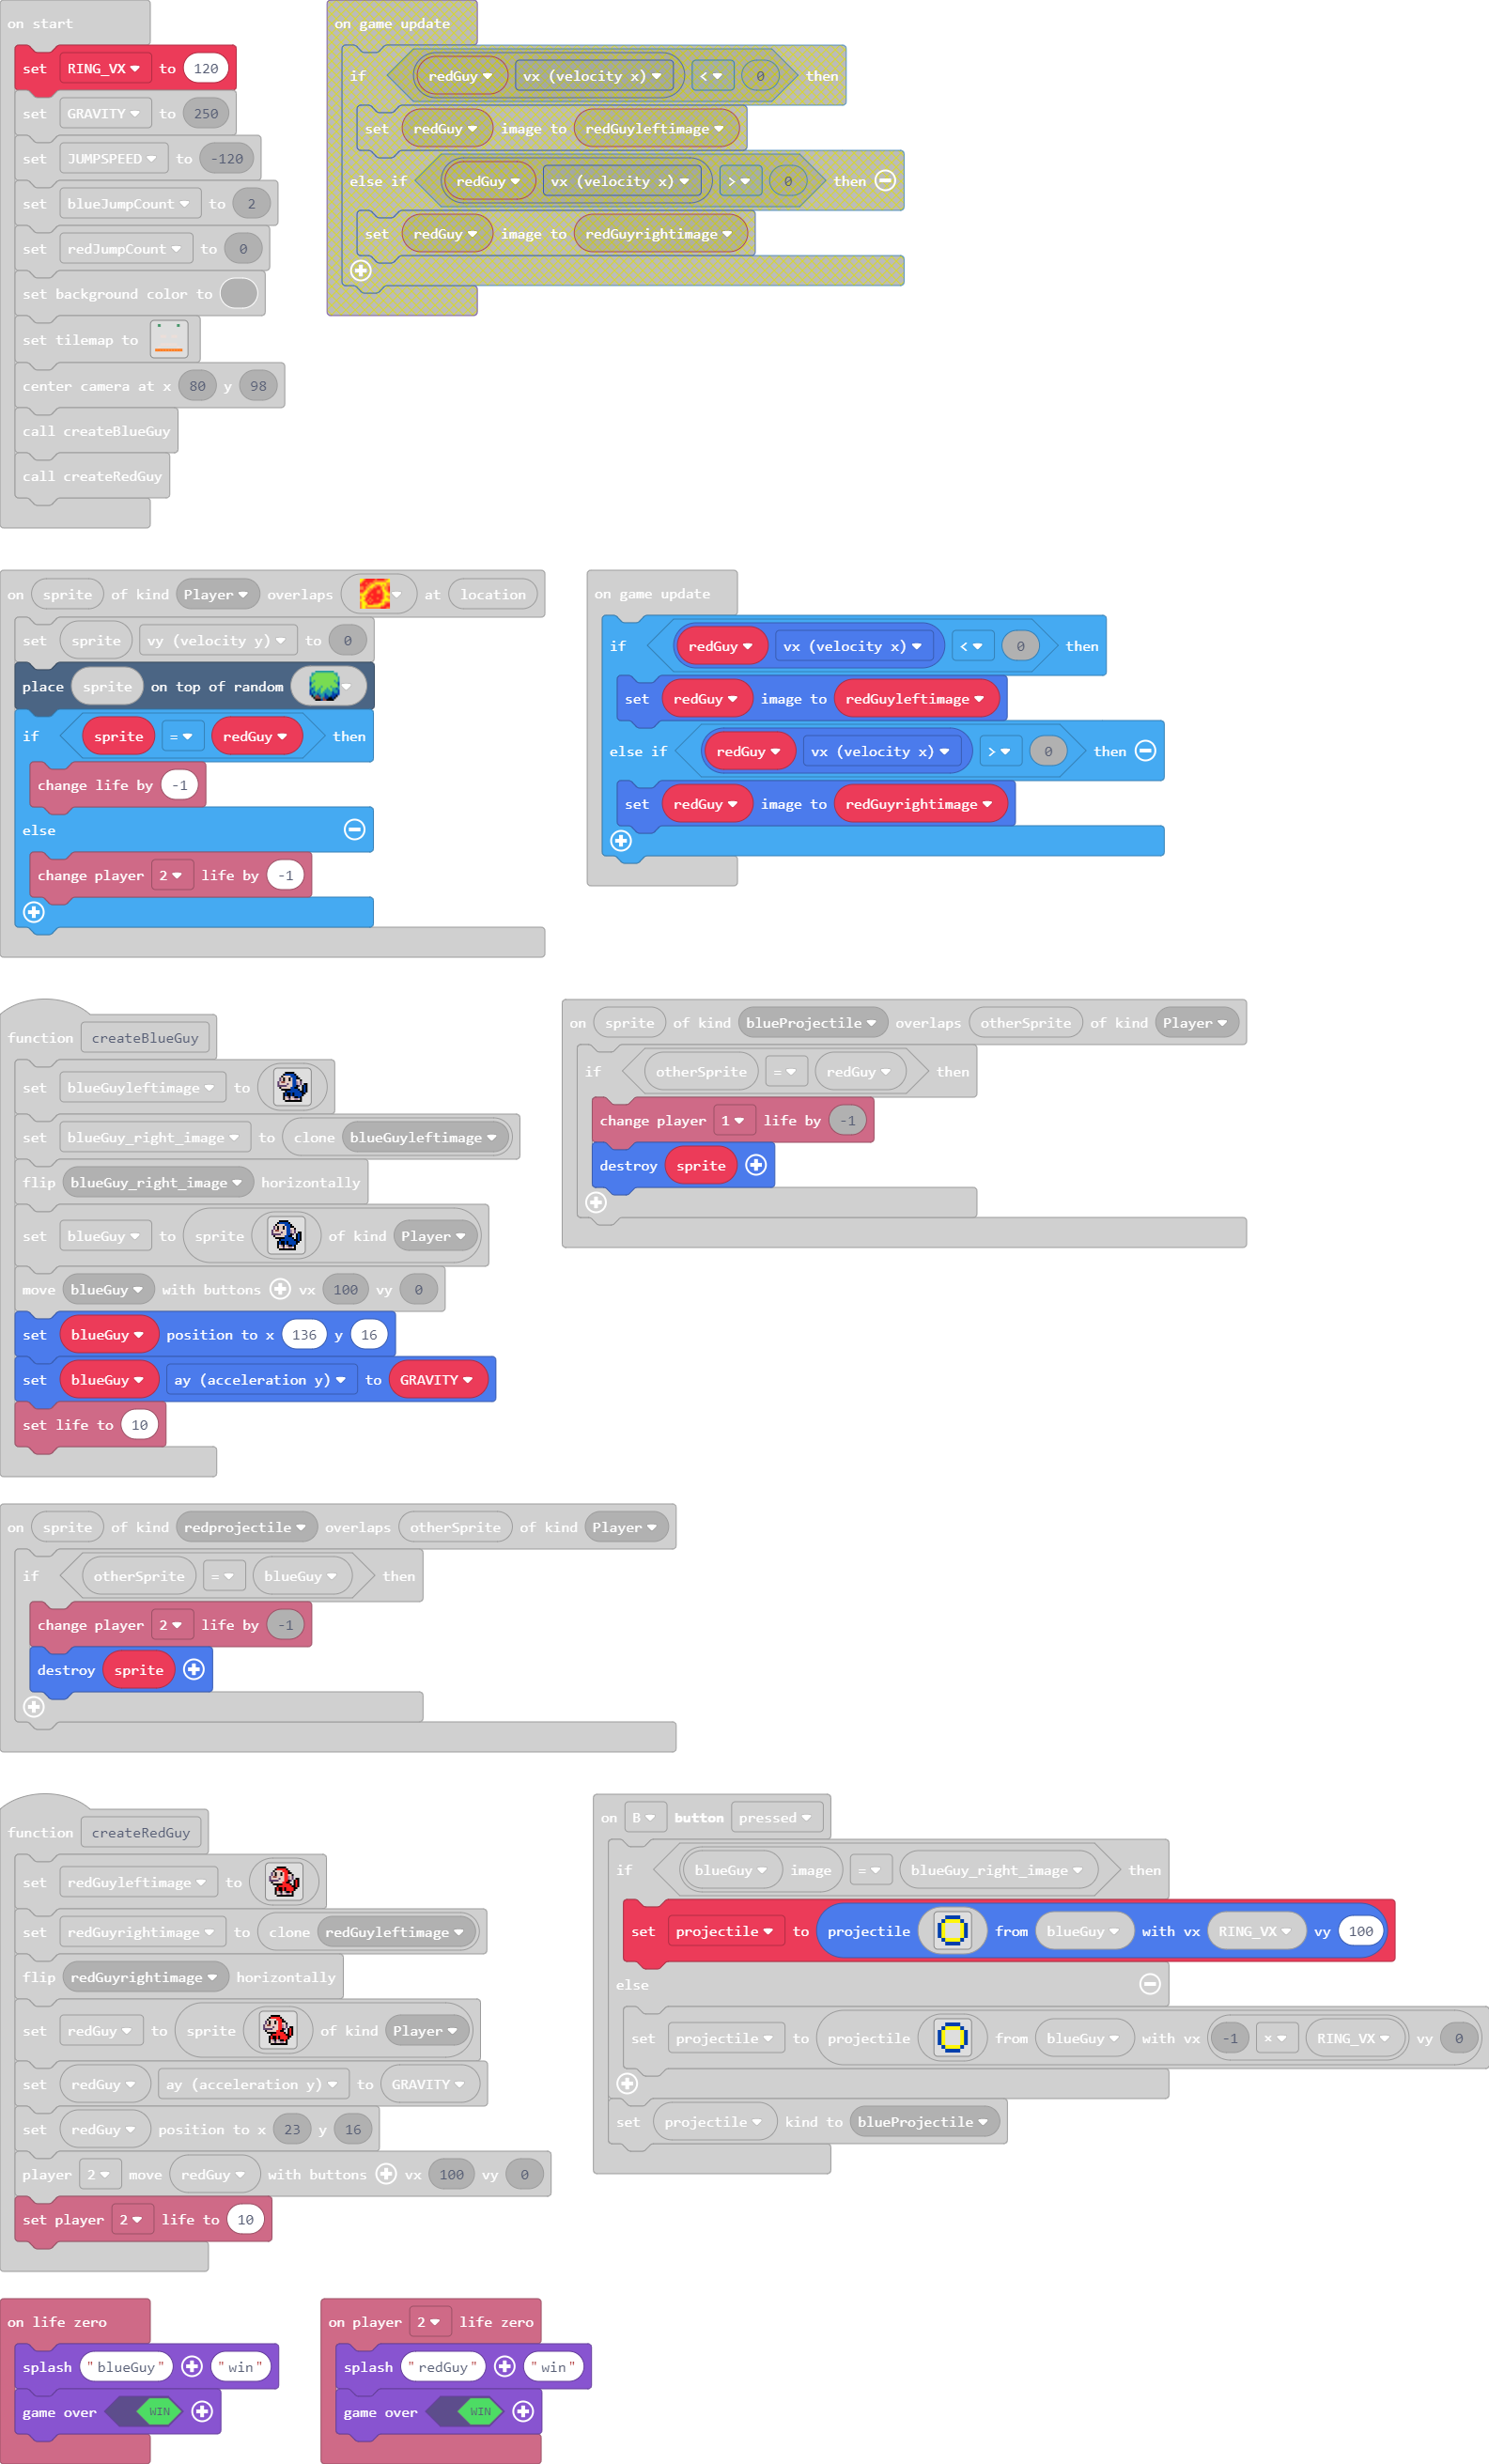 on start
set RING_VX to 120
set GRAVITY to 250
set JUMPSPEED to -120
set blueJumpCount to 2
set redJumpCount to 0
set background color to
set tilemap to
center camera at x 80 y 98
call createBlueGuy
call createRedGuy
on game update
if redGuy vx (velocity x) < 0 then
set redGuy image to redGuyleftimage
else if redGuy vx (velocity x) > 0 then
set redGuy image to redGuyrightimage
on sprite of kind Player overlaps at location
set sprite vy (velocity y) to 0
place sprite on top of random
if sprite = redGuy then
change life by -1
else
change player 2 life by -1
on game update
if redGuy vx (velocity x) < 0 then
set redGuy image to redGuyleftimage
else if redGuy vx (velocity x) > 0 then
set redGuy image to redGuyrightimage
function createBlueGuy
set blueGuyleftimage to
set blueGuy_right_image to clone blueGuyleftimage
flip blueGuy_right_image horizontally
set blueGuy to sprite of kind Player
move blueGuy with buttons vx 100 vy 0
set blueGuy position to x 136 y 16
set blueGuy ay (acceleration y) to GRAVITY
set life to 10
on sprite of kind blueProjectile overlaps otherSprite of kind Player
if otherSprite = redGuy then
change player 1 life by -1
destroy sprite
on sprite of kind redprojectile overlaps otherSprite of kind Player
if otherSprite = blueGuy then
change player 2 life by -1
destroy sprite
function createRedGuy
set redGuyleftimage to
set redGuyrightimage to clone redGuyleftimage
flip redGuyrightimage horizontally
set redGuy to sprite of kind Player
set redGuy ay (acceleration y) to GRAVITY
set redGuy position to x 23 y 16
player 2 move redGuy with buttons vx 100 vy 0
set player 2 life to 10
on B button pressed
if blueGuy image = blueGuy_right_image then
set projectile to projectile from blueGuy with vx RING_VX vy 100
else
set projectile to projectile from blueGuy with vx -1 × RING_VX vy 0
set projectile kind to blueProjectile
on life zero
splash "blueGuy" "win"
game over WIN
on player 2 life zero
splash "redGuy" "win"
game over WIN